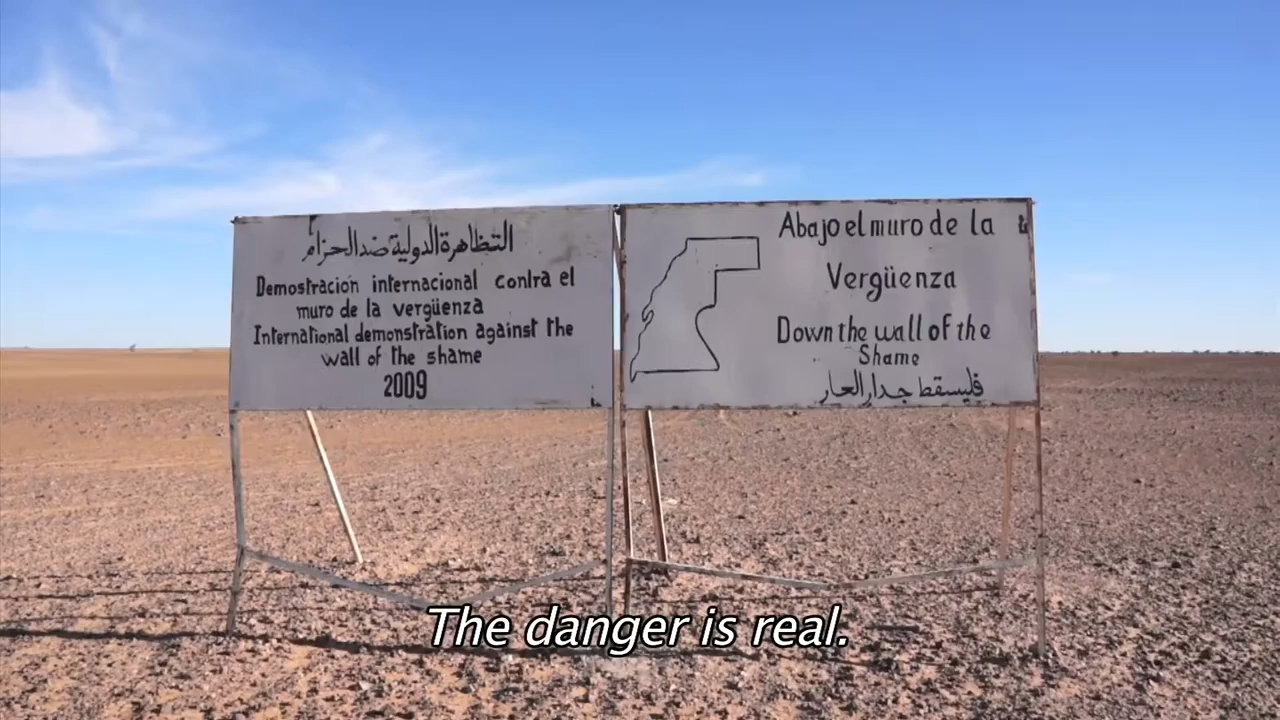 التظاهرة الدولية ضد الحزام
Demostración internacional contra el
muro de la vergüenza
International demonstration against the
wall of the shame
2009
Abajo el muro de la
Vergüenza
Down the wall of the
Shame
فليسقط جدار العار
The danger is real.